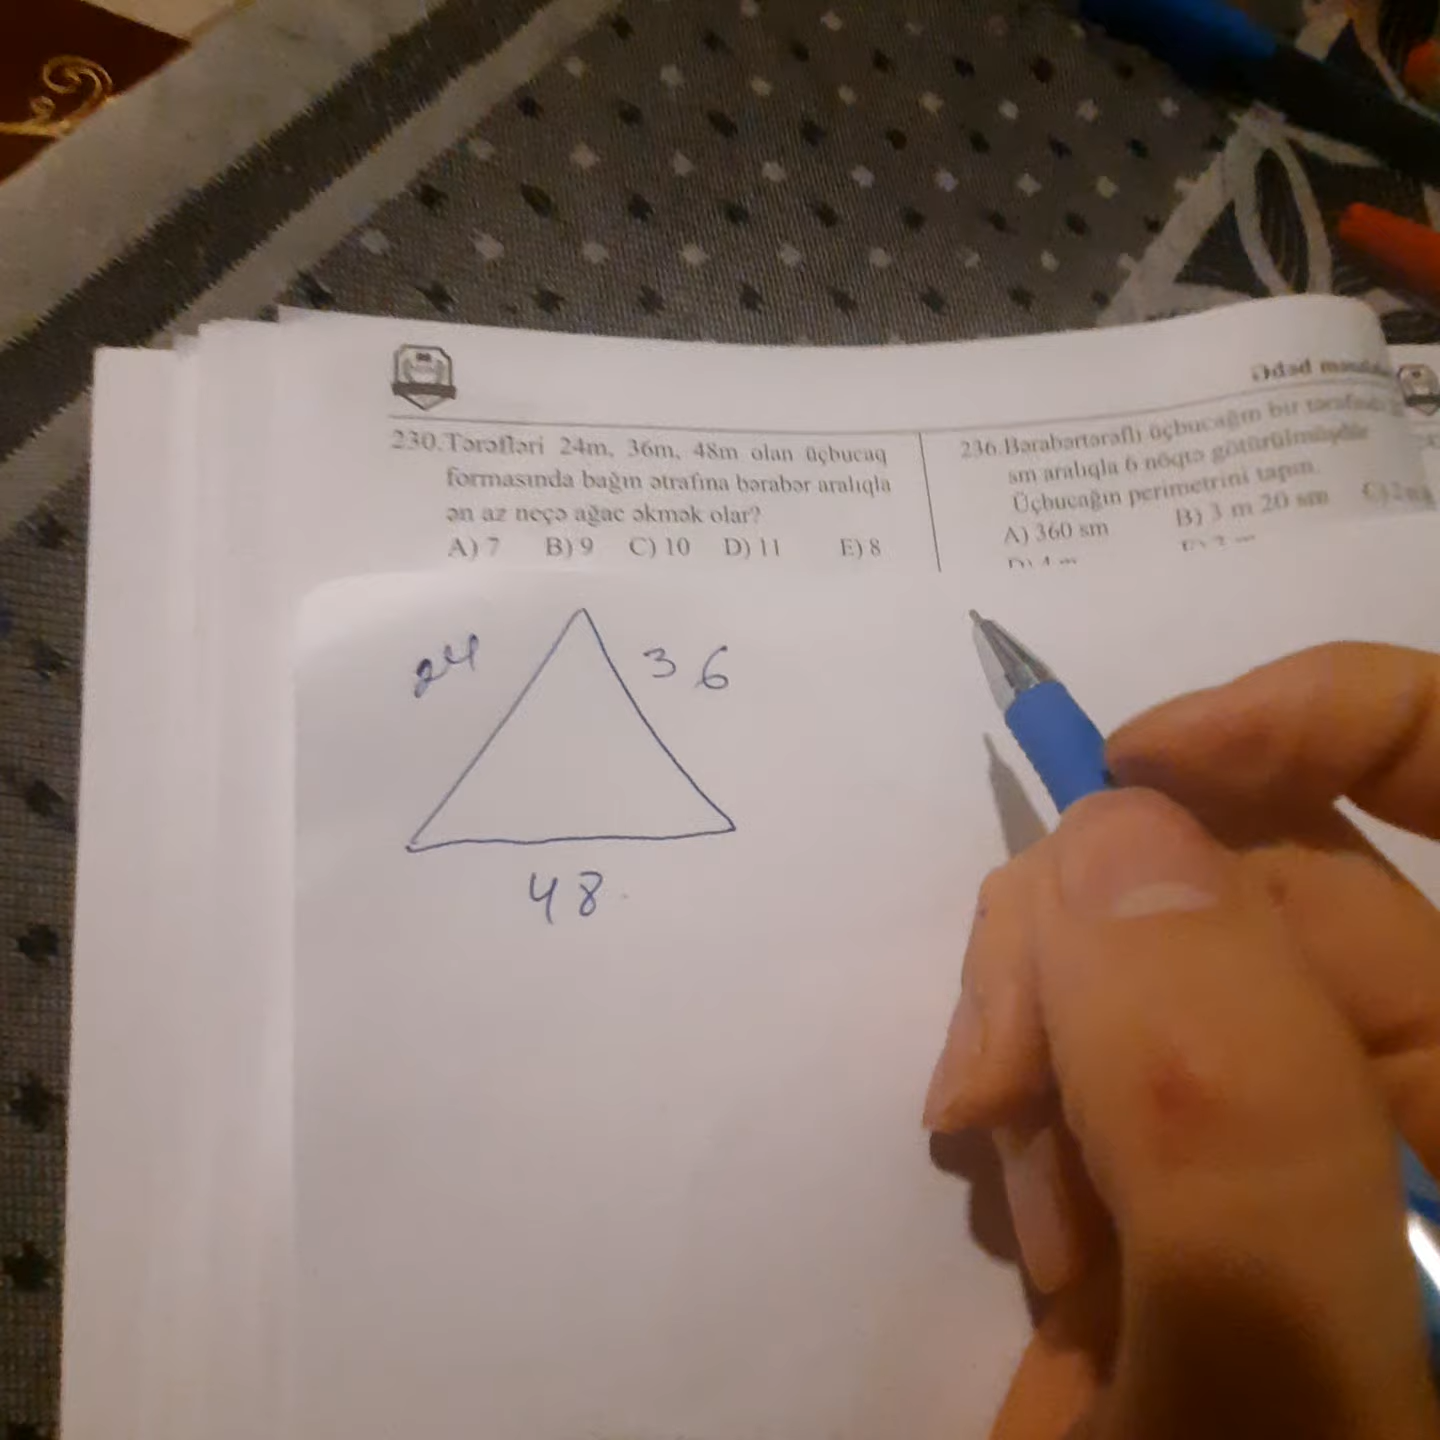 Ədəd məsələləri
230. Tərəfləri 24m, 36m, 48m olan üçbucaq
formasında bağın ətrafına bərabər aralıqla
ən az neçə ağac əkmək olar?
A) 7 B) 9 C) 10 D) 11 E) 8
236. Bərabərtərəfli üçbucağın bir tərəfində
sm aralıqla 6 nöqtə götürülmüşdür
Üçbucağın perimetrini tapın.
A) 360 sm B) 3 m 20 sm C) 2 m
24
36
48